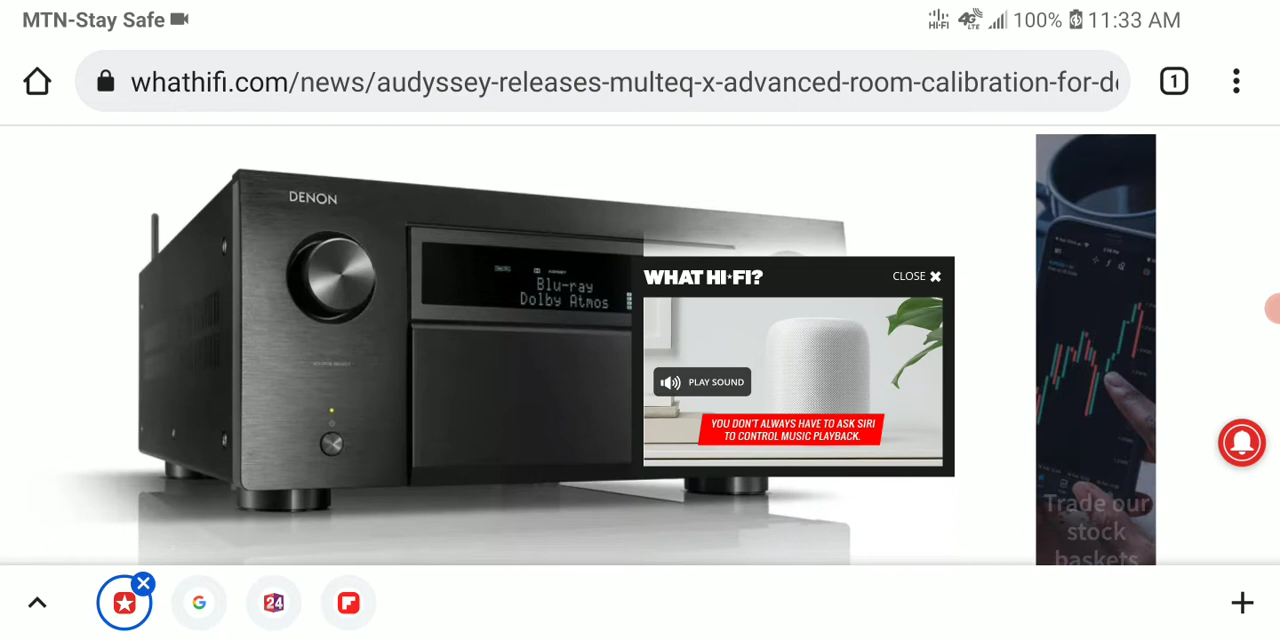 MTN-Stay Safe
HI-FI 4G LTE 100% 11:33 AM
whathifi.com/news/audyssey-releases-multeq-x-advanced-room-calibration-for-de
1
DENON
Blu-ray
Dolby Atmos
WHAT HI-FI?
CLOSE
PLAY SOUND
YOU DON'T ALWAYS HAVE TO ASK SIRI
TO CONTROL MUSIC PLAYBACK.
Trade our
stock
baskets
G
24